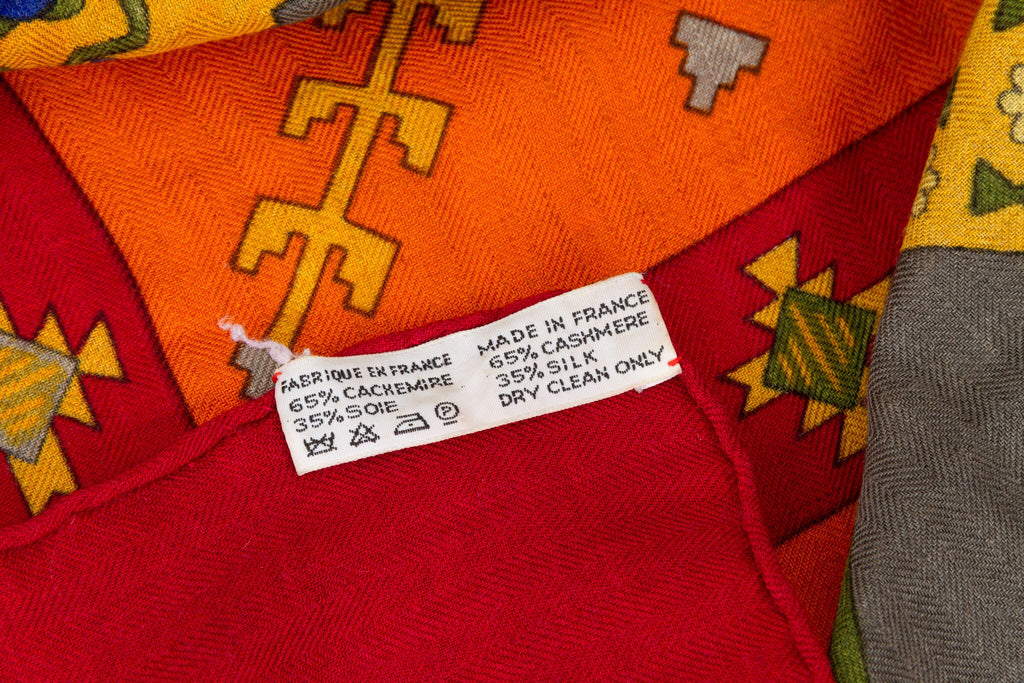 FABRIQUE EN FRANCE
65% CACHEMIRE
35% SOIE
P
MADE IN FRANCE
65% CASHMERE
35% SILK
DRY CLEAN ONLY